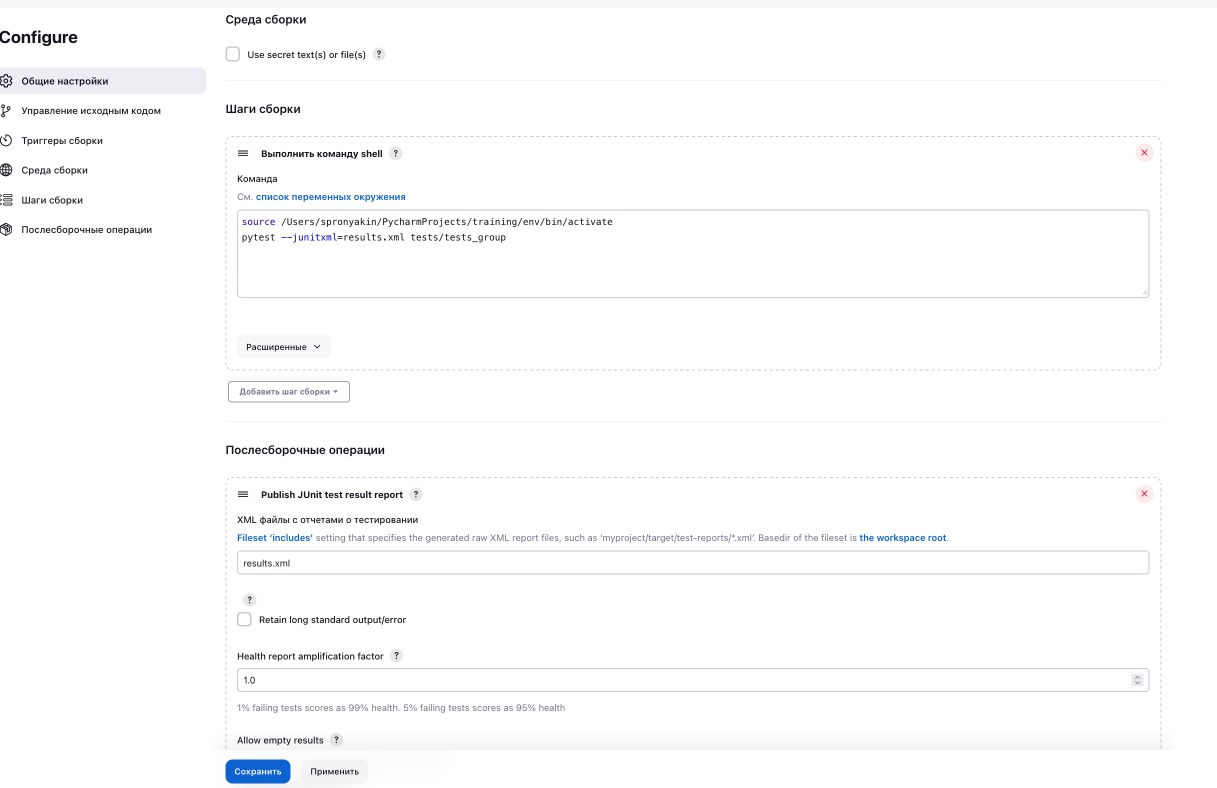 Configure
Общие настройки
Управление исходным кодом
Триггеры сборки
Среда сборки
Шаги сборки
Послесборочные операции
Среда сборки
Use secret text(s) or file(s) ?
Шаги сборки
Выполнить команду shell ?
Команда
См. список переменных окружения
source /Users/spronyakin/PycharmProjects/training/env/bin/activate
pytest --junitxml=results.xml tests/tests_group
Расширенные
Добавить шаг сборки
Послесборочные операции
Publish JUnit test result report ?
XML файлы с отчетами о тестировании
Fileset ‘includes’ setting that specifies the generated raw XML report files, such as ‘myproject/target/test-reports/*.xml’. Basedir of the fileset is the workspace root.
results.xml
?
Retain long standard output/error
Health report amplification factor ?
1.0
1% failing tests scores as 99% health. 5% failing tests scores as 95% health
Allow empty results ?
Сохранить
Применить